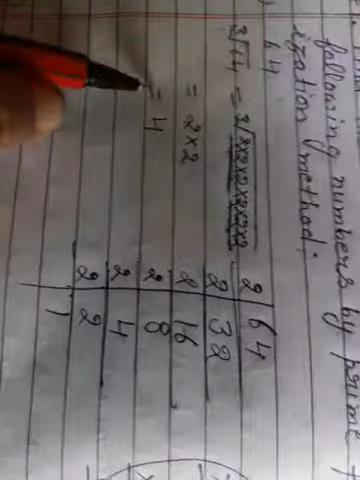 following numbers by prime f
ization method:
64
∛64 = ∛2×2×2×2×2×2
= 2×2
= 4
2 | 64
2 | 32
2 | 16
2 | 8
2 | 4
2 | 2
1